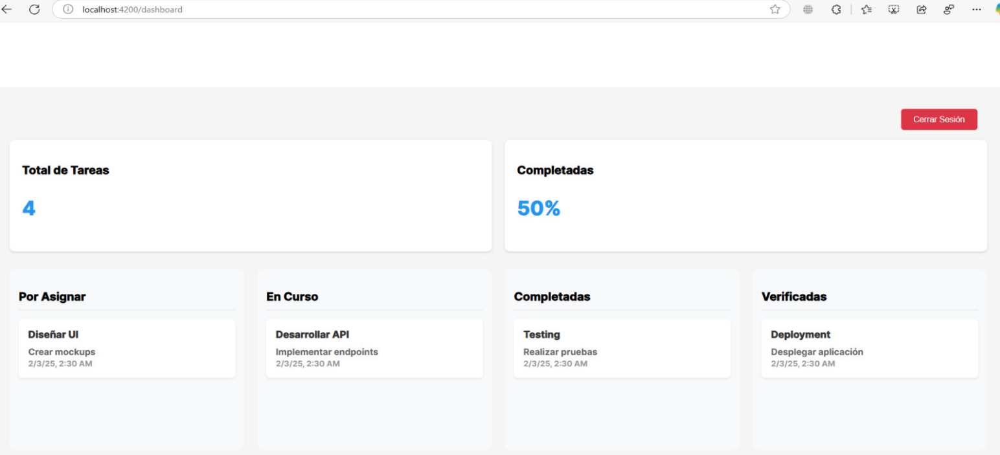 localhost:4200/dashboard
Cerrar Sesión
Total de Tareas
4
Completadas
50%
Por Asignar
Diseñar UI
Crear mockups
2/3/25, 2:30 AM
En Curso
Desarrollar API
Implementar endpoints
2/3/25, 2:30 AM
Completadas
Testing
Realizar pruebas
2/3/25, 2:30 AM
Verificadas
Deployment
Desplegar aplicación
2/3/25, 2:30 AM